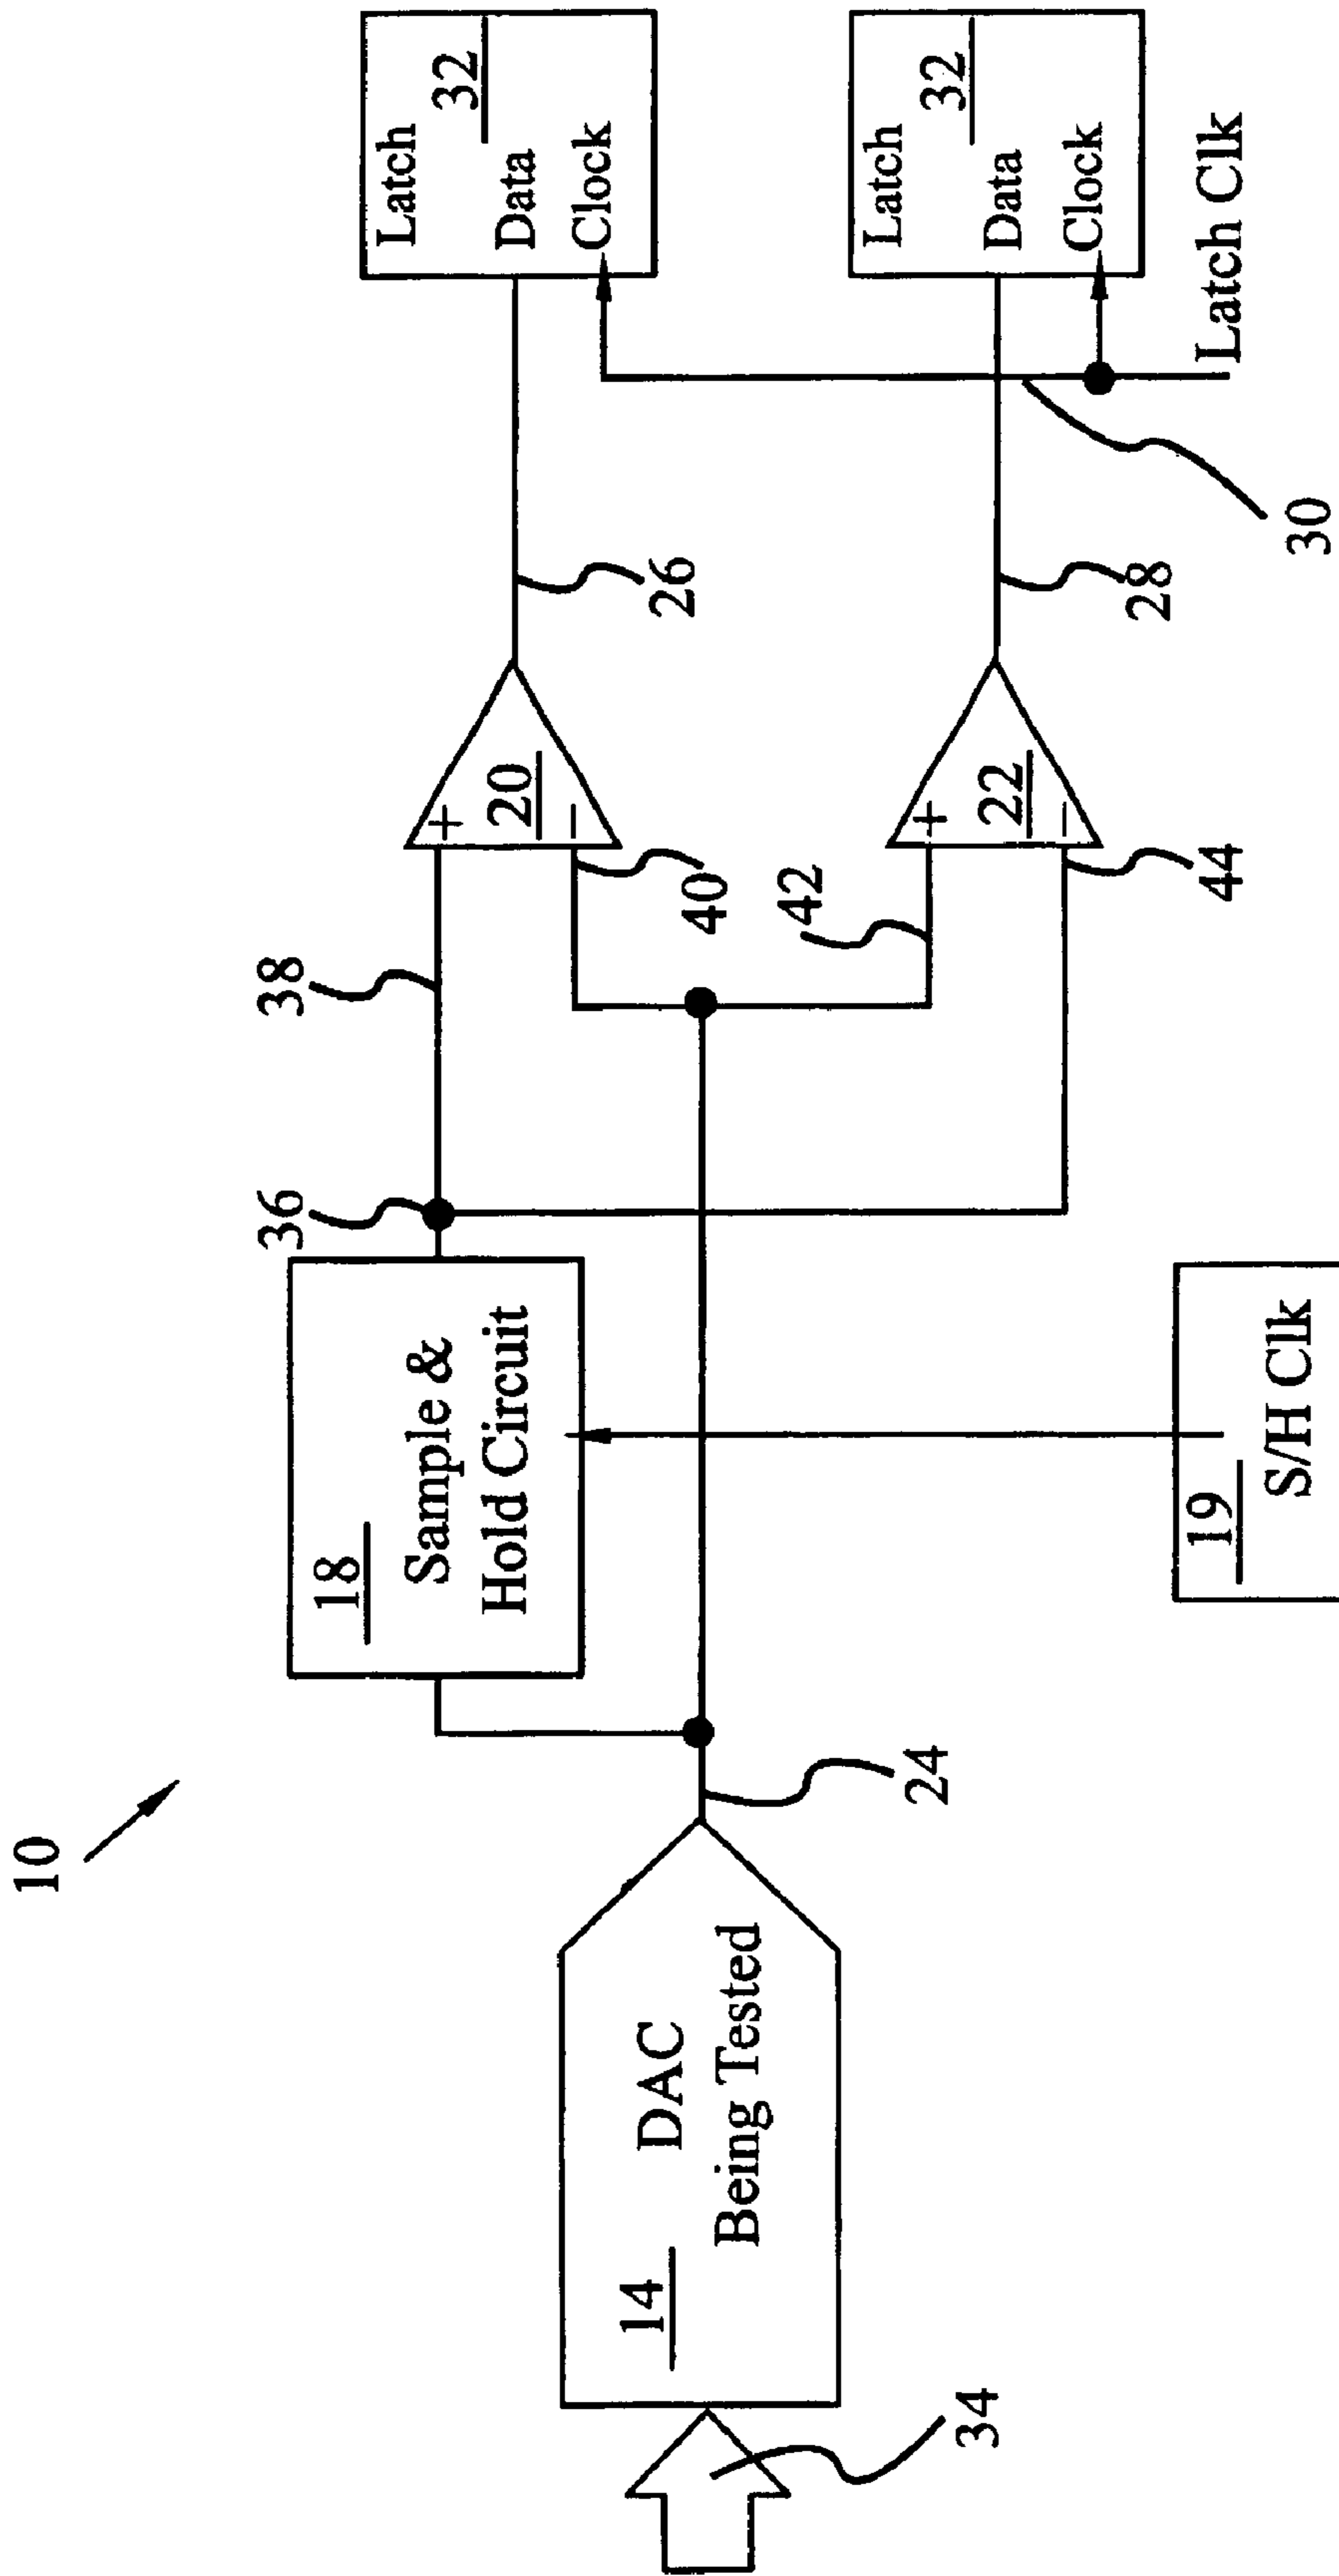 10
34
14
DAC
Being Tested
24
18
Sample &
Hold Circuit
19
S/H Clk
36
38
40
42
44
+
20
−
+
22
−
26
28
30
Latch
32
Data
Clock
Latch
32
Data
Clock
Latch Clk